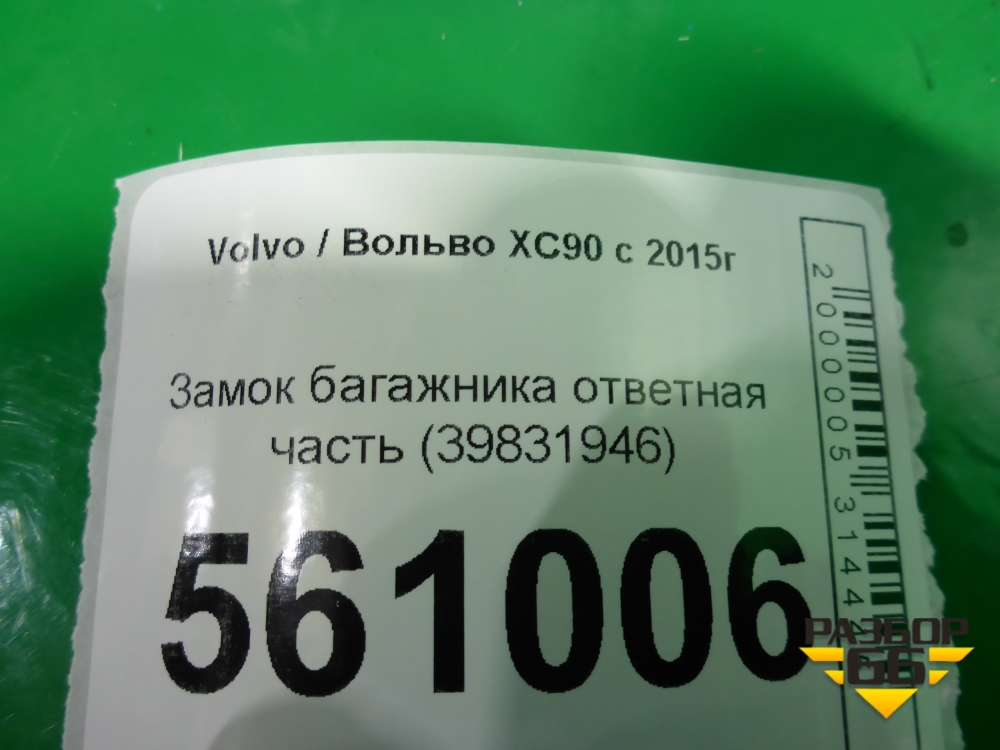 Volvo / Вольво XC90 с 2015г
Замок багажника ответная
часть (39831946)
561006
2000005 3144
РАЗБОР
66